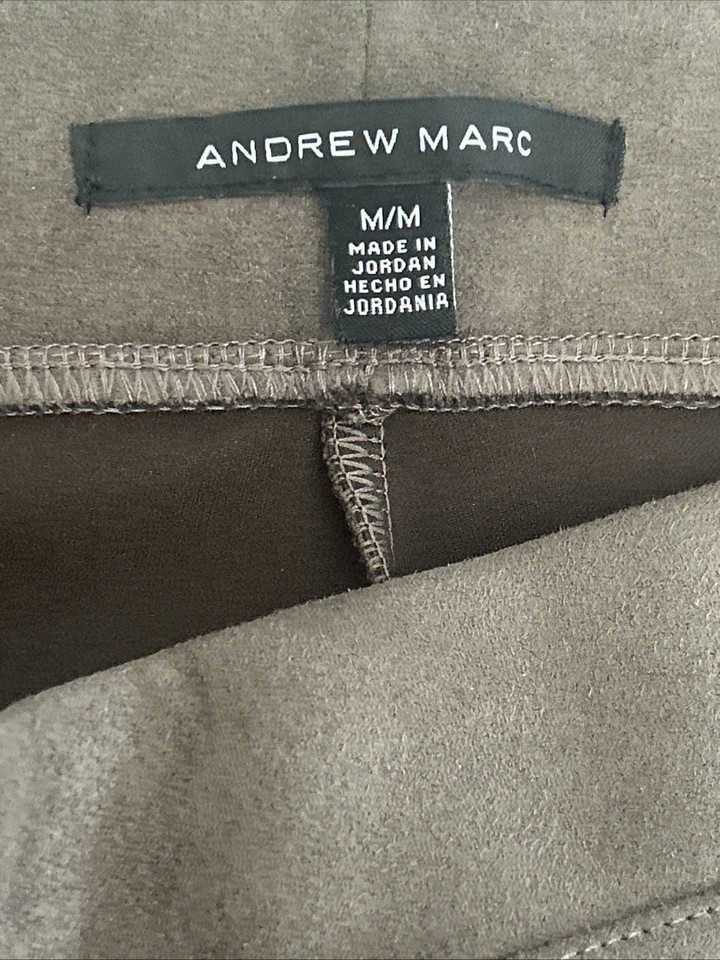 ANDREW MARC
M/M
MADE IN
JORDAN
HECHO EN
JORDANIA